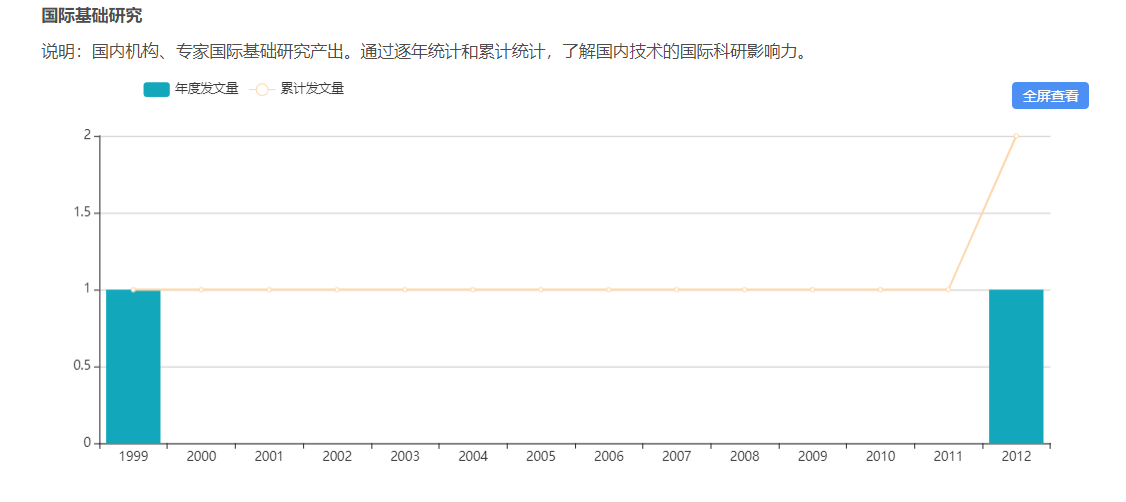 国际基础研究
说明：国内机构、专家国际基础研究产出。通过逐年统计和累计统计，了解国内技术的国际科研影响力。
年度发文量 累计发文量
全屏查看
2
1.5
1
0.5
0
1999 2000 2001 2002 2003 2004 2005 2006 2007 2008 2009 2010 2011 2012